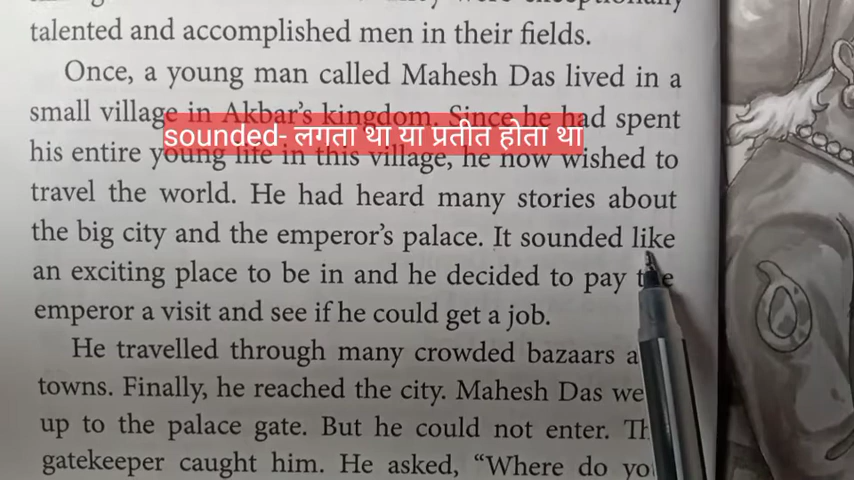 talented and accomplished men in their fields.
Once, a young man called Mahesh Das lived in a
small village in Akbar's kingdom. Since he had spent
sounded- लगता था या प्रतीत होता था
his entire young life in this village, he now wished to
travel the world. He had heard many stories about
the big city and the emperor's palace. It sounded like
an exciting place to be in and he decided to pay the
emperor a visit and see if he could get a job.
He travelled through many crowded bazaars
towns. Finally, he reached the city. Mahesh Das
up to the palace gate. But he could not enter.
gatekeeper caught him. He asked, “Where do